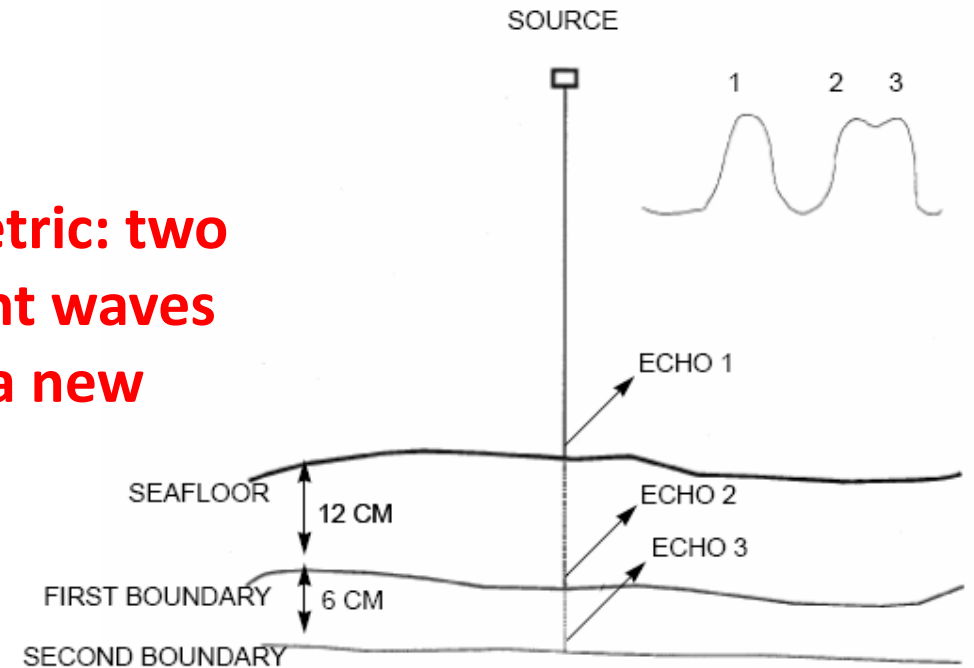 SOURCE
1 2 3
etric: two
nt waves
a new
ECHO 1
SEAFLOOR
12 CM
ECHO 2
ECHO 3
FIRST BOUNDARY
6 CM
SECOND BOUNDARY